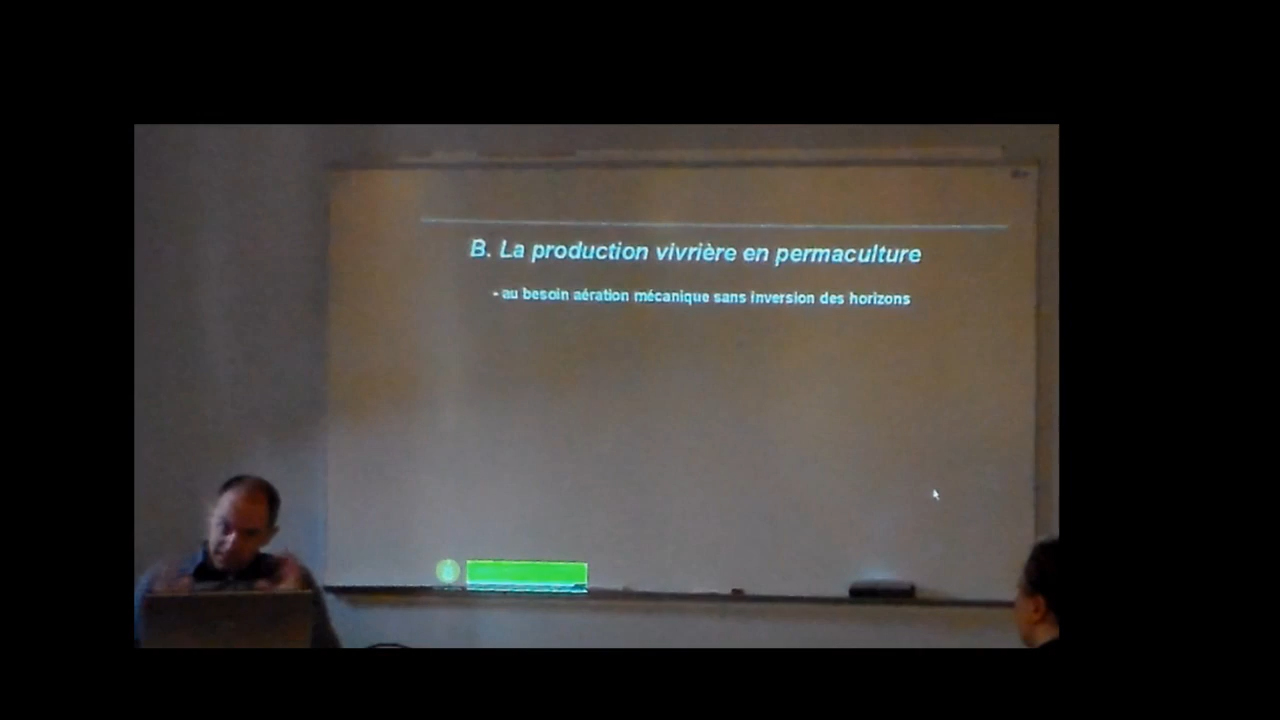 B. La production vivrière en permaculture
- au besoin aération mécanique sans inversion des horizons